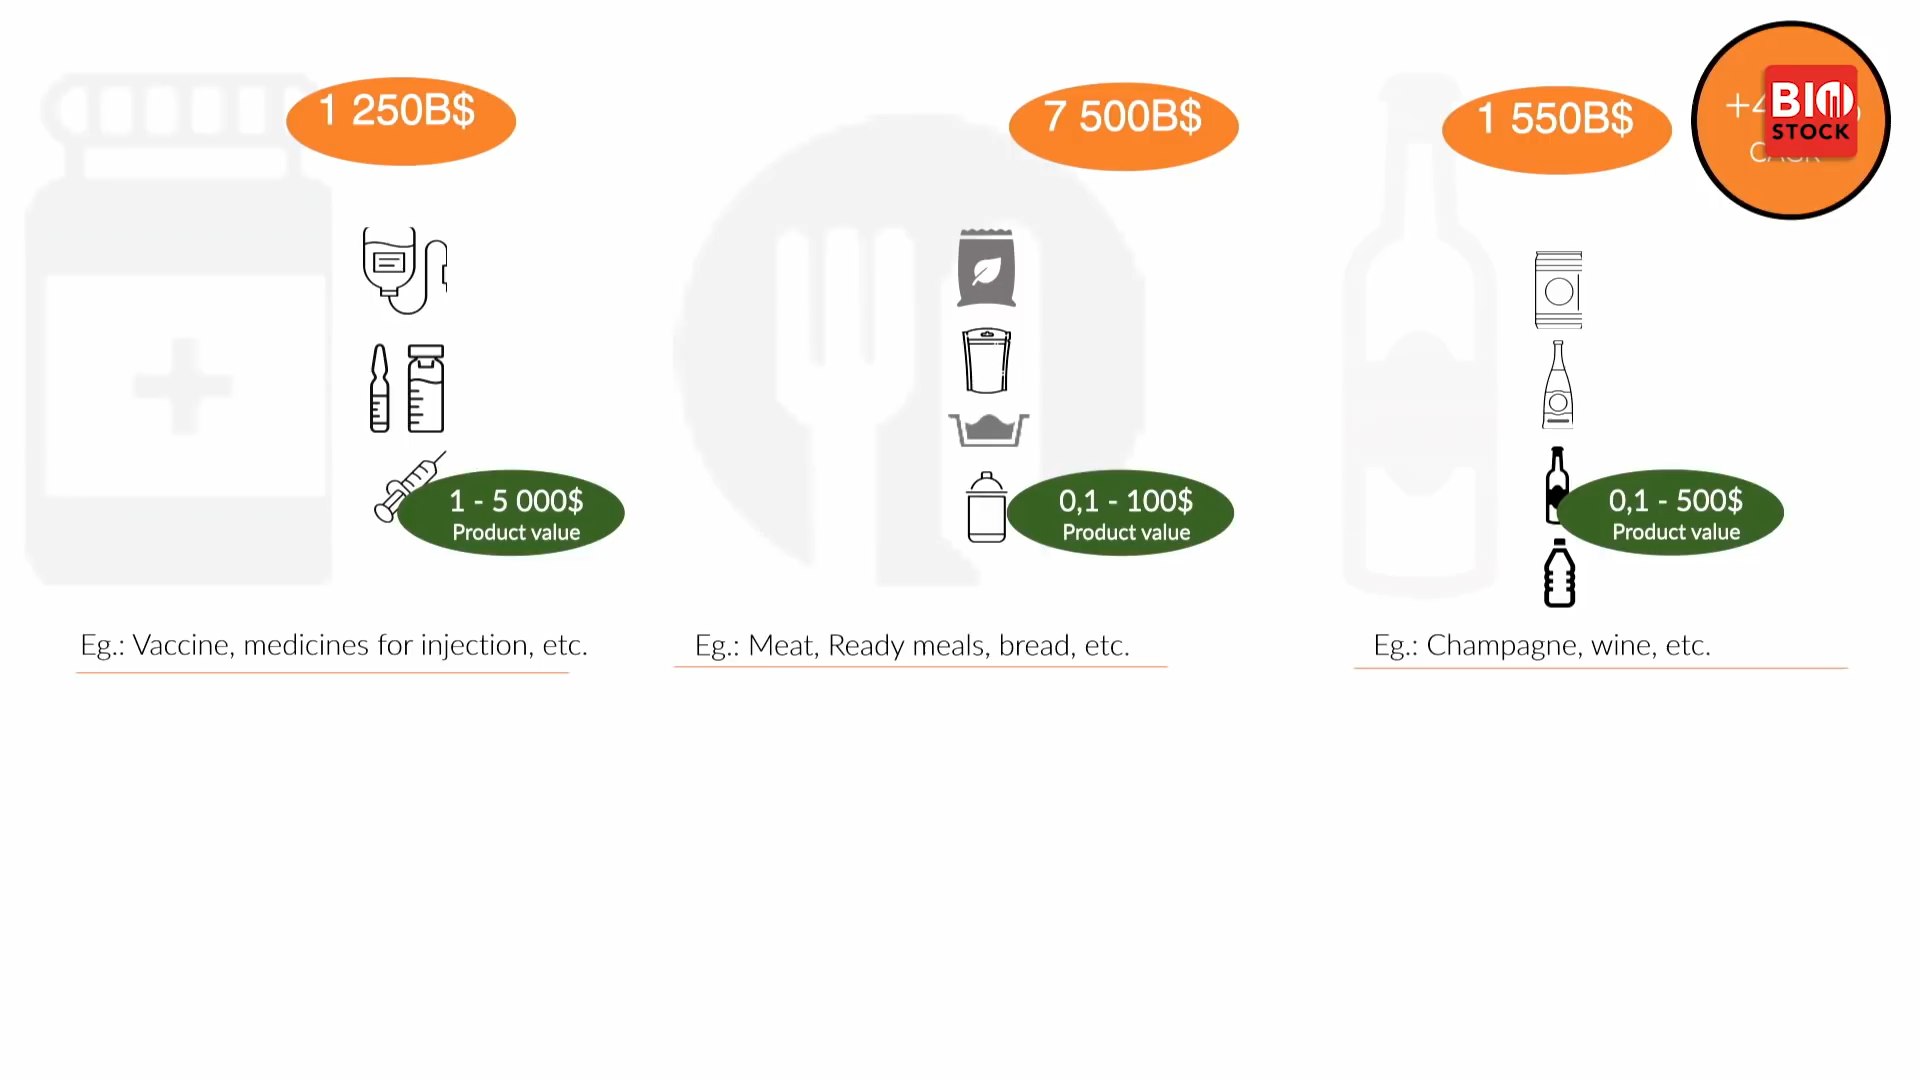 1 250B$
7 500B$
1 550B$
BIO
STOCK
1 - 5 000$
Product value
0,1 - 100$
Product value
0,1 - 500$
Product value
Eg.: Vaccine, medicines for injection, etc.
Eg.: Meat, Ready meals, bread, etc.
Eg.: Champagne, wine, etc.